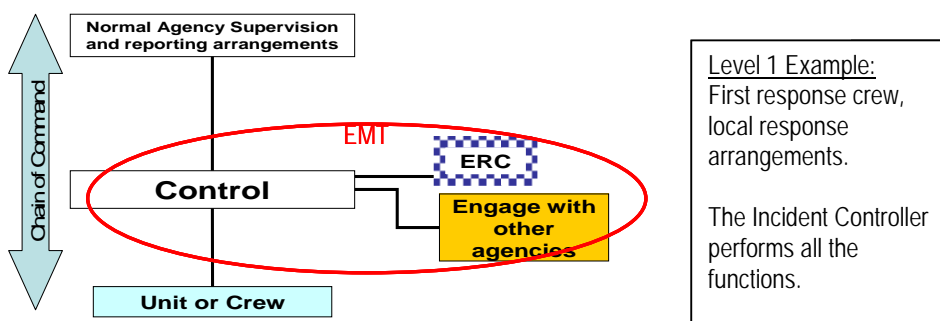 Normal Agency Supervision
and reporting arrangements
Chain of Command
EMT
ERC
Control
Engage with
other
agencies
Unit or Crew
Level 1 Example:
First response crew,
local response
arrangements.
The Incident Controller
performs all the
functions.